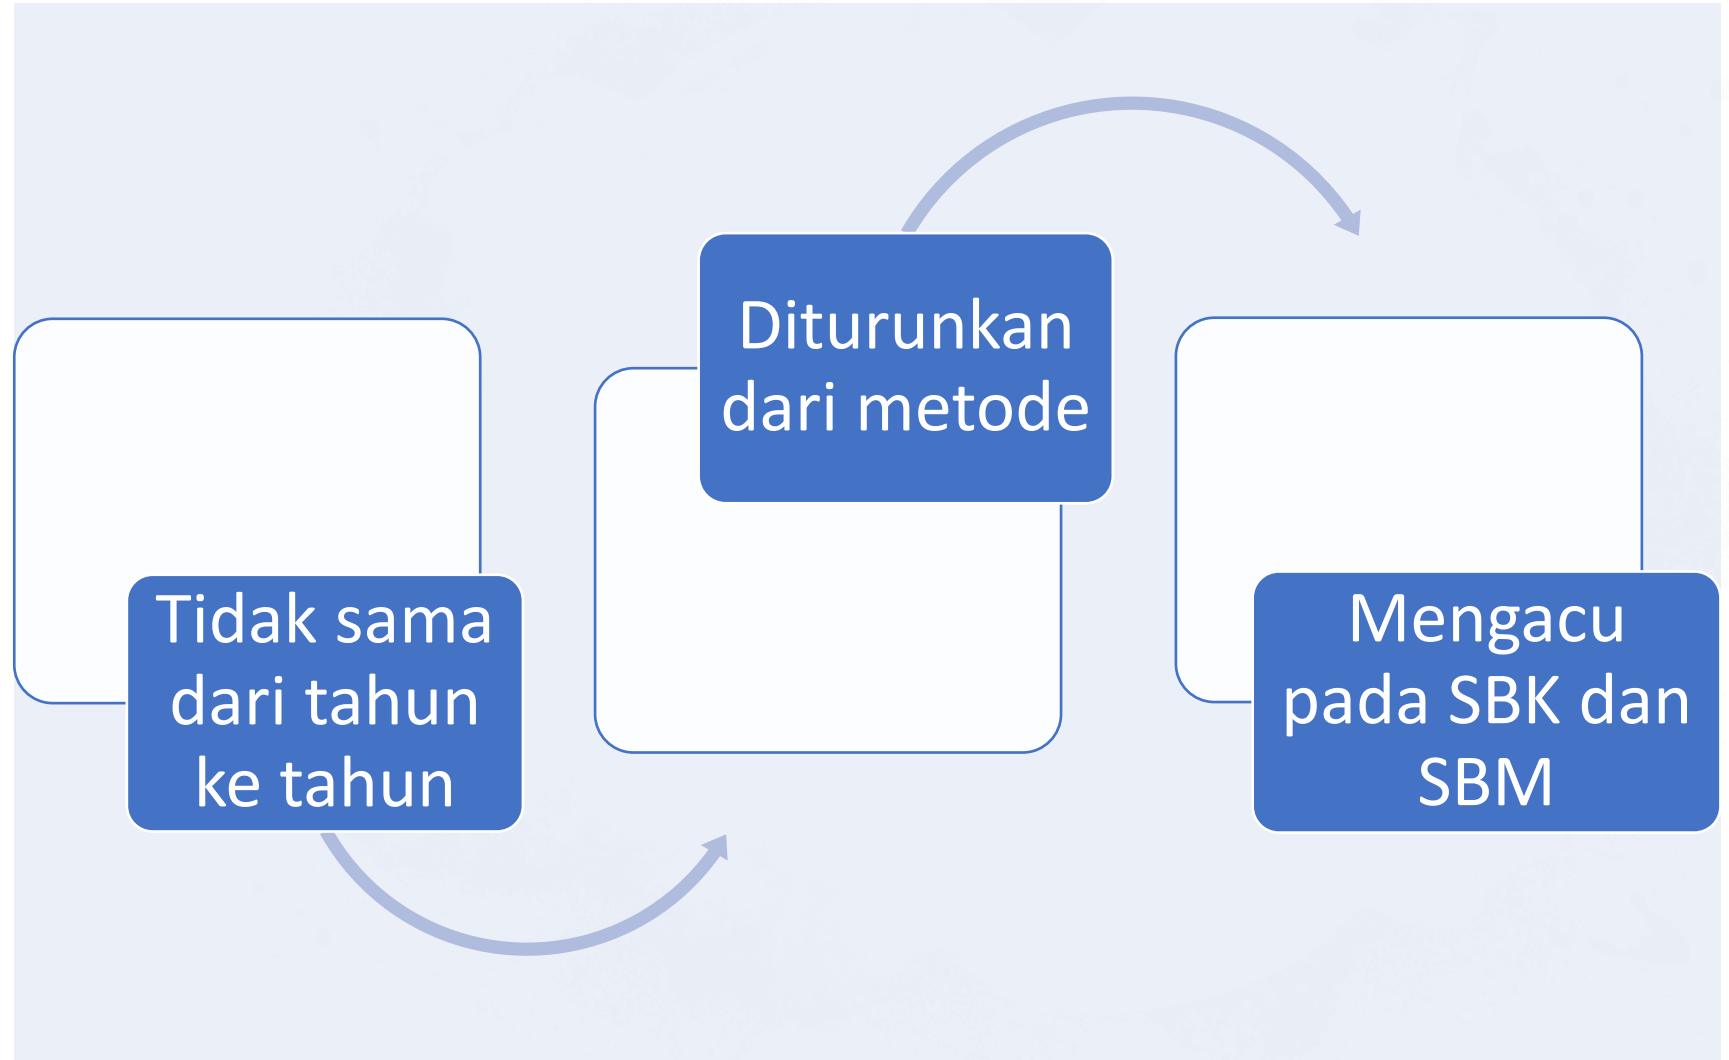 Tidak sama
dari tahun
ke tahun
Diturunkan
dari metode
Mengacu
pada SBK dan
SBM